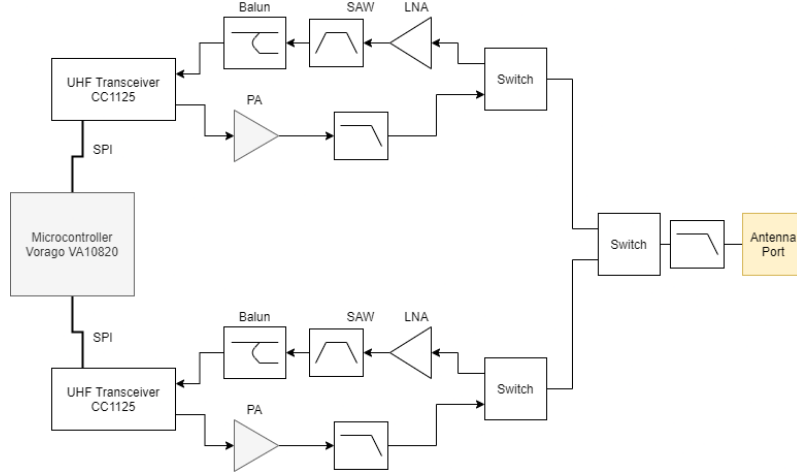 Balun
SAW
LNA
UHF Transceiver
CC1125
Switch
PA
SPI
Microcontroller
Vorago VA10820
Switch
Antenna
Port
SPI
Balun
SAW
LNA
UHF Transceiver
CC1125
Switch
PA